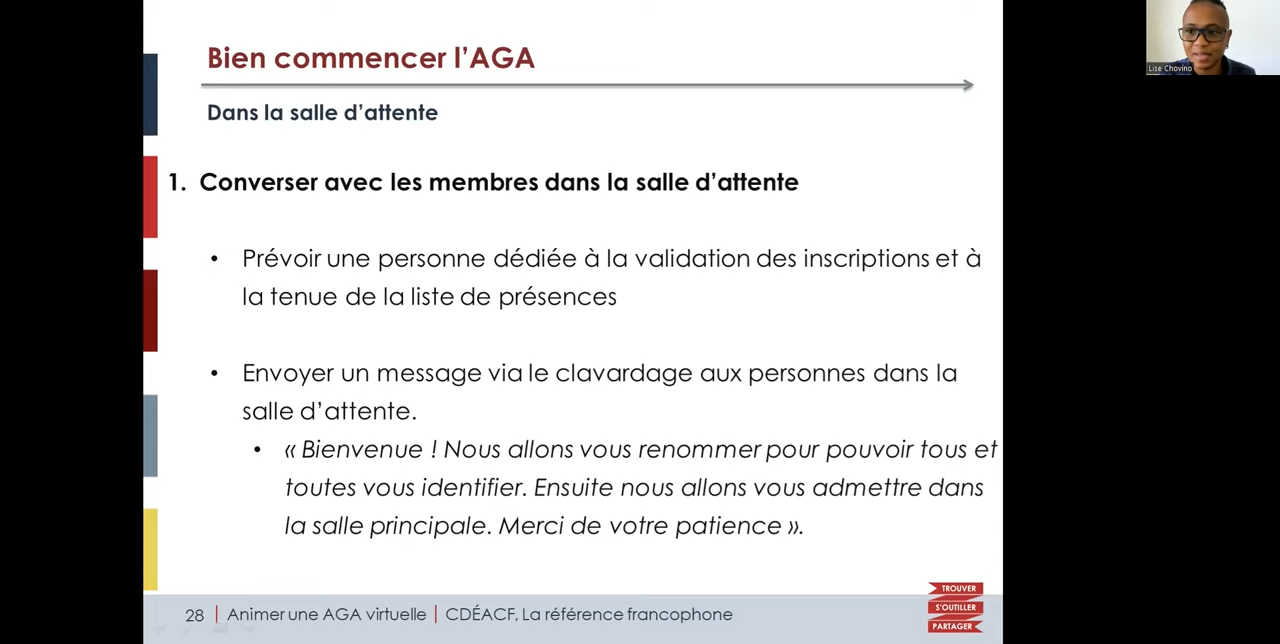 Bien commencer l’AGA
Dans la salle d’attente
1. Converser avec les membres dans la salle d’attente
• Prévoir une personne dédiée à la validation des inscriptions et à
la tenue de la liste de présences
• Envoyer un message via le clavardage aux personnes dans la
salle d’attente.
• « Bienvenue ! Nous allons vous renommer pour pouvoir tous et
toutes vous identifier. Ensuite nous allons vous admettre dans
la salle principale. Merci de votre patience ».
28 | Animer une AGA virtuelle | CDÉACF, La référence francophone
TROUVER
S'OUTILLER
PARTAGER
Lise Chovino